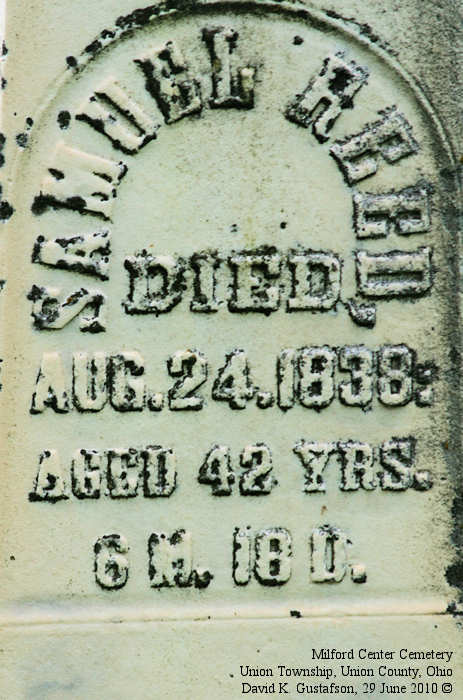 SAMUEL REED
DIED,
AUG. 24. 1838.
AGED 42 YRS.
6 M. 18 D.
Milford Center Cemetery
Union Township, Union County, Ohio
David K. Gustafson, 29 June 2010 ©